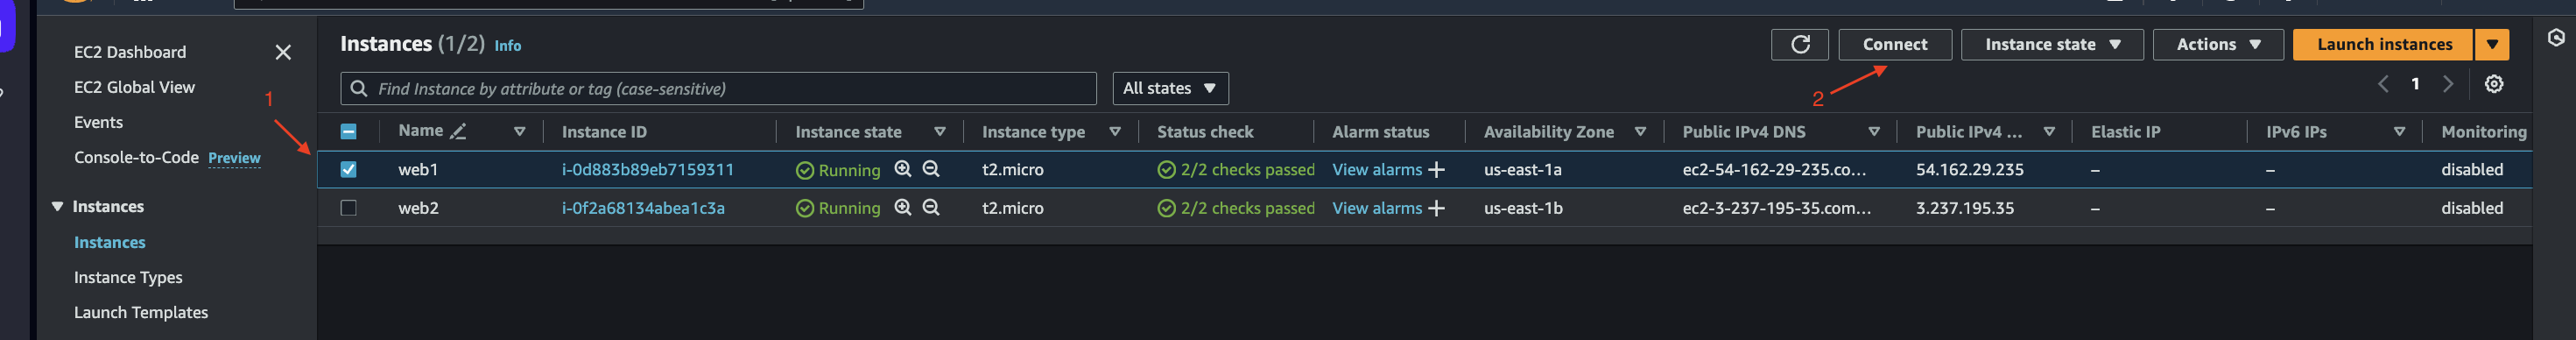 EC2 Dashboard
EC2 Global View
Events
Console-to-Code Preview
Instances
Instances
Instance Types
Launch Templates
1
Instances (1/2) Info
Connect
Instance state
Actions
Launch instances
Find Instance by attribute or tag (case-sensitive)
All states
2
1
Name Instance ID Instance state Instance type Status check Alarm status Availability Zone Public IPv4 DNS Public IPv4 ... Elastic IP IPv6 IPs Monitoring
web1 i-0d883b89eb7159311 Running t2.micro 2/2 checks passed View alarms + us-east-1a ec2-54-162-29-235.co... 54.162.29.235 – – disabled
web2 i-0f2a68134abea1c3a Running t2.micro 2/2 checks passed View alarms + us-east-1b ec2-3-237-195-35.com... 3.237.195.35 – – disabled